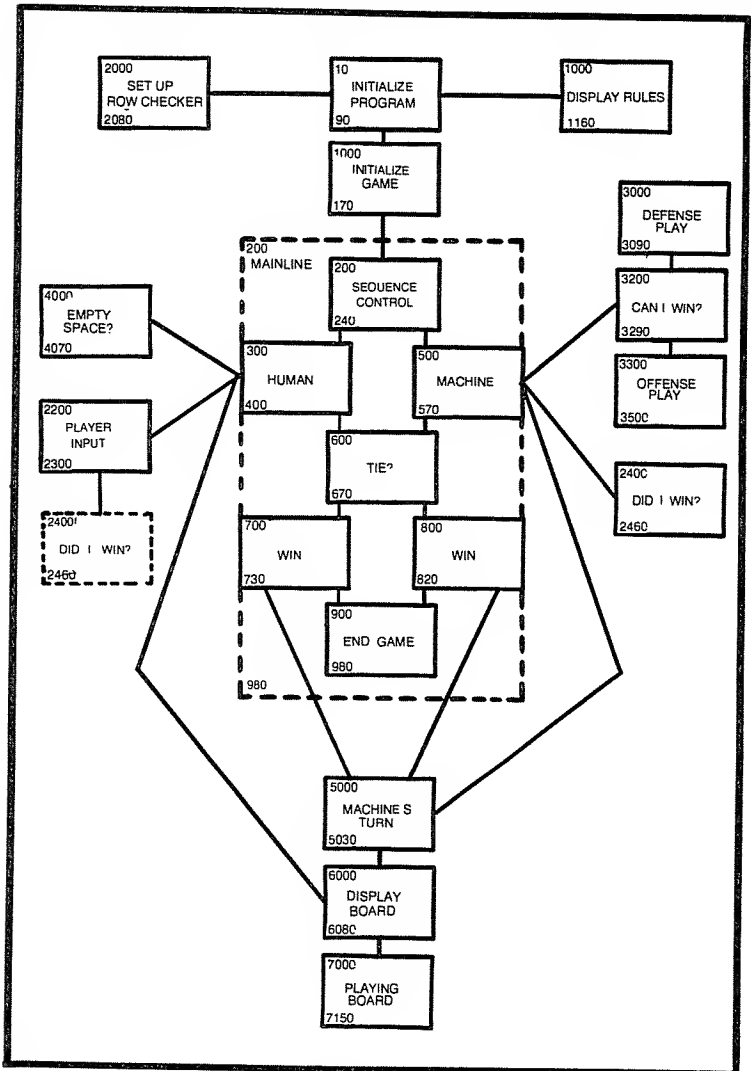 2000
SET UP
ROW CHECKER
2080
10
INITIALIZE
PROGRAM
90
1000
DISPLAY RULES
1160
1000
INITIALIZE
GAME
170
3000
DEFENSE
PLAY
3090
200
MAINLINE
200
SEQUENCE
CONTROL
240
3200
CAN I WIN?
3290
4000
EMPTY
SPACE?
4070
300
HUMAN
400
500
MACHINE
570
3300
OFFENSE
PLAY
3500
2200
PLAYER
INPUT
2300
600
TIE?
670
2400
DID I WIN?
2460
2400
DID I WIN?
2460
700
WIN
730
800
WIN
820
900
END GAME
980
980
5000
MACHINE S
TURN
5030
6000
DISPLAY
BOARD
6080
7000
PLAYING
BOARD
7150